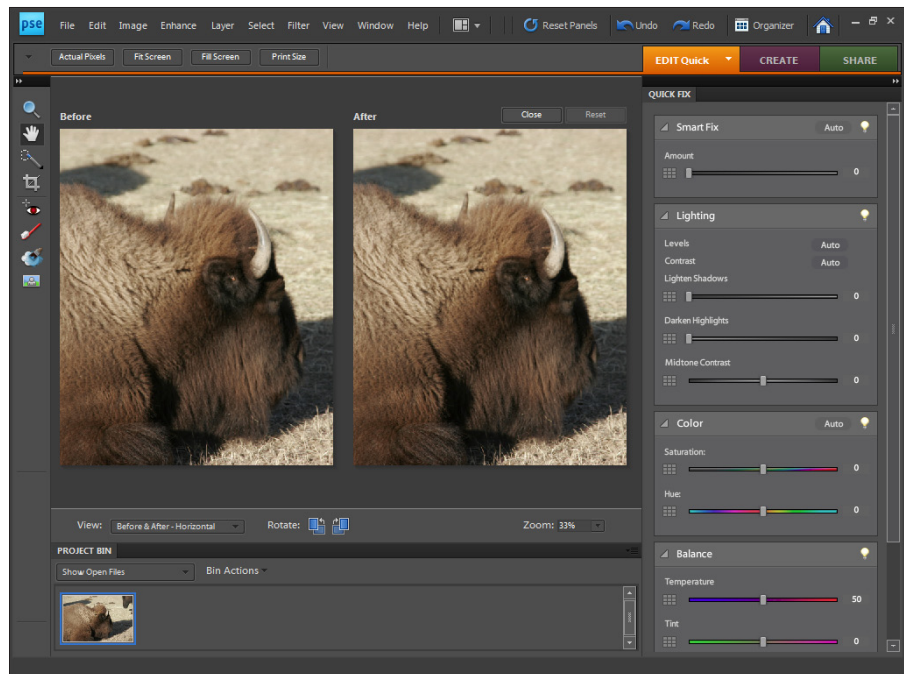 pse File Edit Image Enhance Layer Select Filter View Window Help Reset Panels Undo Redo Organizer
Actual Pixels Fit Screen Fill Screen Print Size
EDIT Quick CREATE SHARE
QUICK FIX
Before After Close Reset
Smart Fix Auto
Amount
0
Lighting
Levels Auto
Contrast Auto
Lighten Shadows
0
Darken Highlights
0
Midtone Contrast
0
Color Auto
Saturation:
0
Hue:
0
View: Before & After - Horizontal Rotate: Zoom: 33%
PROJECT BIN
Show Open Files Bin Actions
Balance
Temperature
50
Tint
0